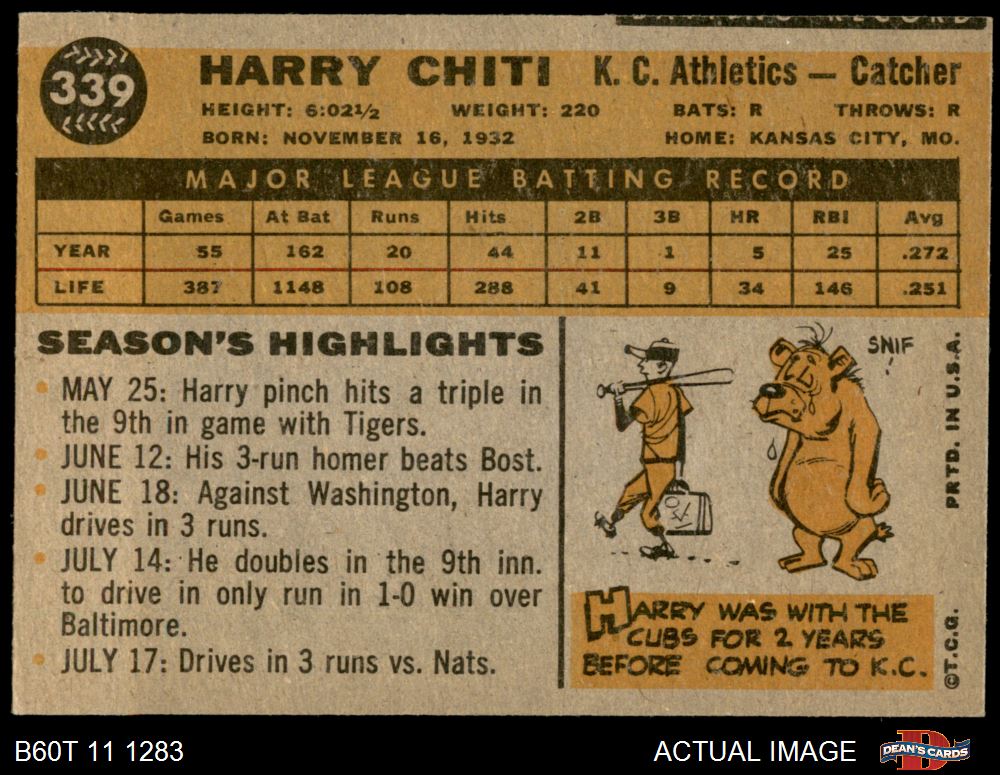 339
HARRY CHITI K. C. Athletics — Catcher
HEIGHT: 6:02½ WEIGHT: 220 BATS: R THROWS: R
BORN: NOVEMBER 16, 1932 HOME: KANSAS CITY, MO.
MAJOR LEAGUE BATTING RECORD
Games At Bat Runs Hits 2B 3B HR RBI Avg
YEAR 55 162 20 44 11 1 5 25 .272
LIFE 387 1148 108 288 41 9 34 146 .251
SEASON'S HIGHLIGHTS
• MAY 25: Harry pinch hits a triple in
the 9th in game with Tigers.
• JUNE 12: His 3-run homer beats Bost.
• JUNE 18: Against Washington, Harry
drives in 3 runs.
• JULY 14: He doubles in the 9th inn.
to drive in only run in 1-0 win over
Baltimore.
• JULY 17: Drives in 3 runs vs. Nats.
SNIF
!
HARRY WAS WITH THE
CUBS FOR 2 YEARS
BEFORE COMING TO K.C.
PRTD. IN U.S.A.
©T.C.G.
B60T 11 1283
ACTUAL IMAGE
DEAN'S CARDS